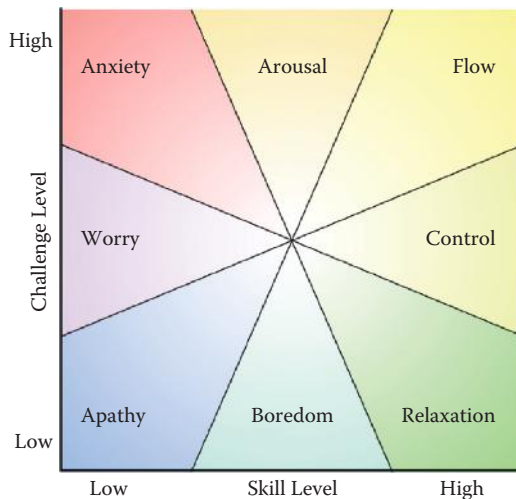 High
Anxiety Arousal Flow
Challenge Level
Worry Control
Apathy Boredom Relaxation
Low
Low Skill Level High